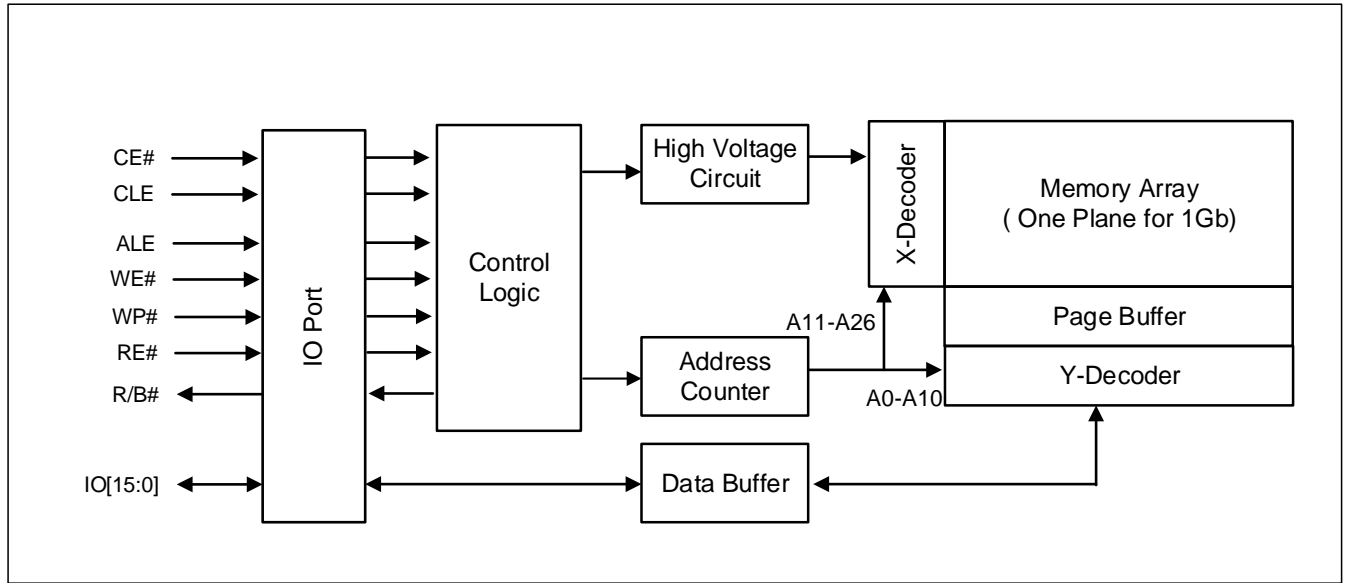 CE#
CLE
ALE
WE#
WP#
RE#
R/B#
IO[15:0]
IO Port
Control
Logic
High Voltage
Circuit
Address
Counter
Data Buffer
A11-A26
A0-A10
X-Decoder
Memory Array
( One Plane for 1Gb)
Page Buffer
Y-Decoder